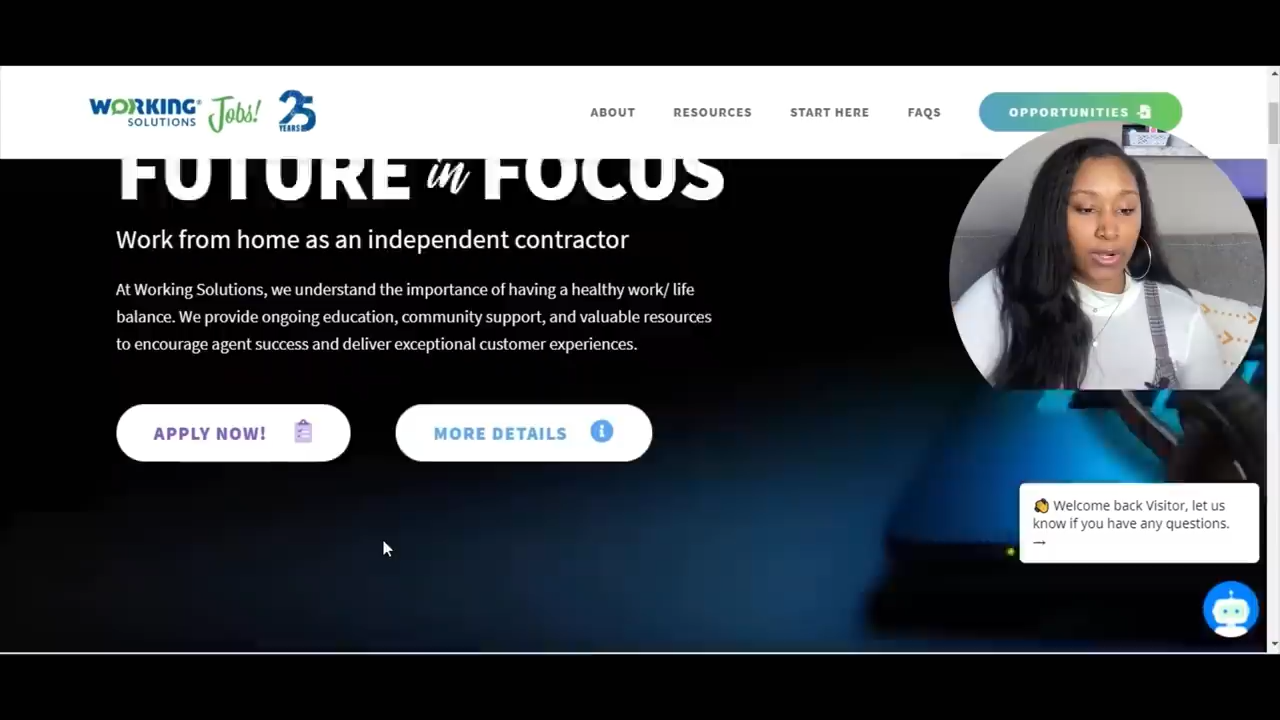 WORKING SOLUTIONS Jobs! 25 YEARS
ABOUT RESOURCES START HERE FAQS OPPORTUNITIES
FUTURE in FOCUS
Work from home as an independent contractor
At Working Solutions, we understand the importance of having a healthy work/ life
balance. We provide ongoing education, community support, and valuable resources
to encourage agent success and deliver exceptional customer experiences.
APPLY NOW! MORE DETAILS
👏 Welcome back Visitor, let us
know if you have any questions.
→